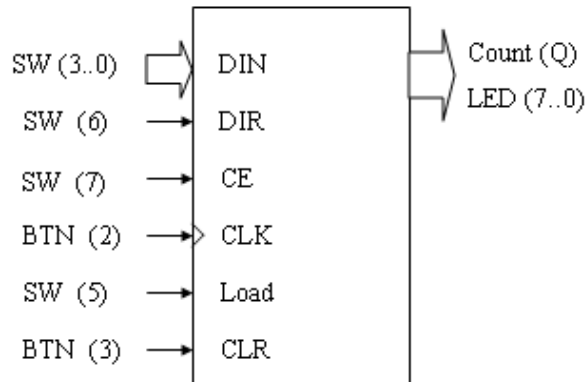 SW (3..0) DIN Count (Q)
LED (7..0)
SW (6) DIR
SW (7) CE
BTN (2) CLK
SW (5) Load
BTN (3) CLR